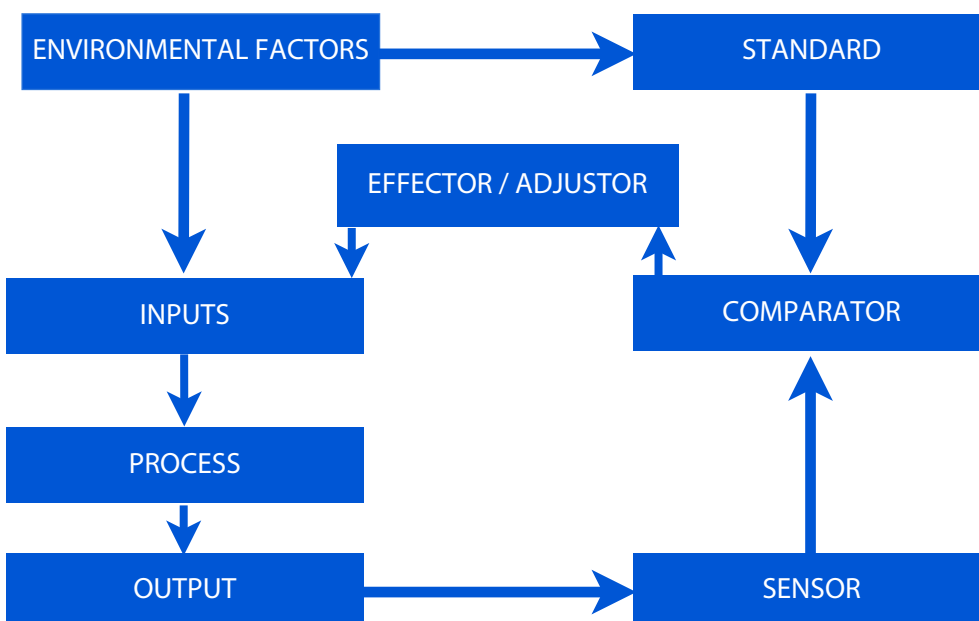 ENVIRONMENTAL FACTORS
STANDARD
EFFECTOR / ADJUSTOR
INPUTS
COMPARATOR
PROCESS
OUTPUT
SENSOR